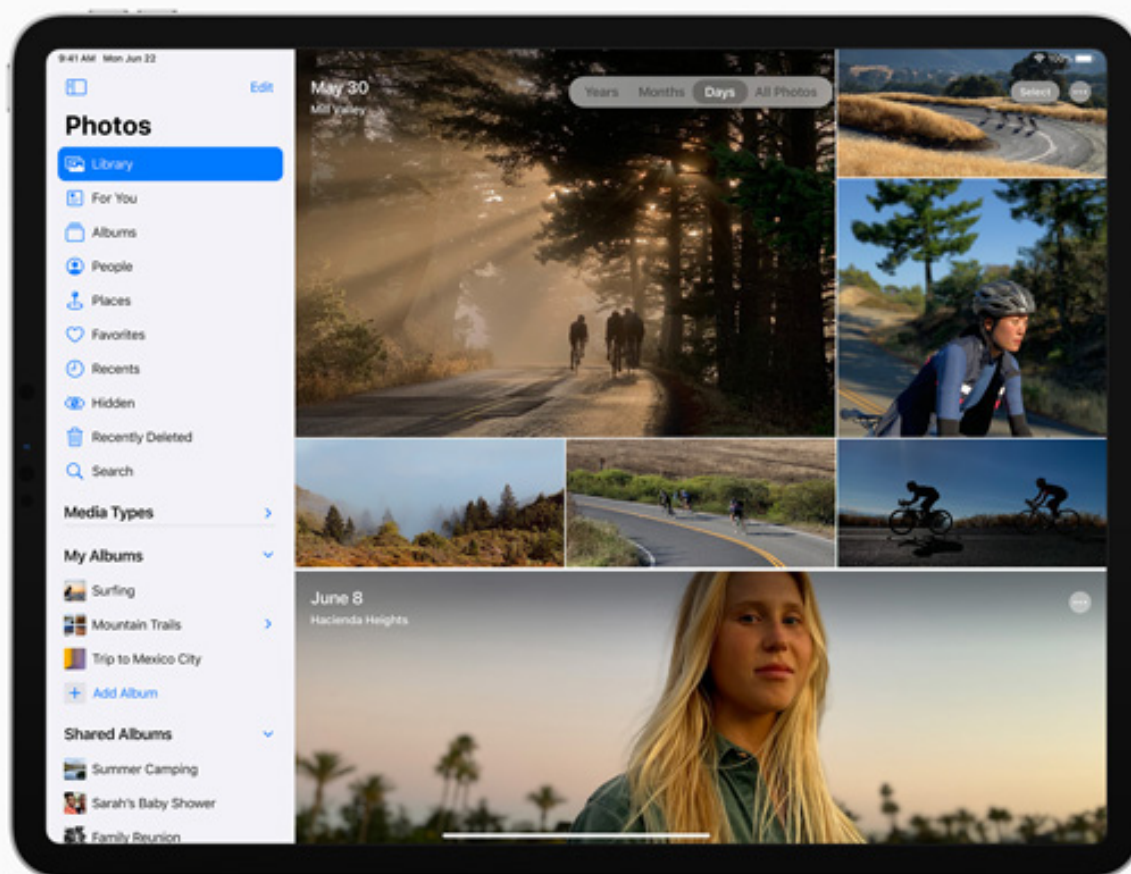 9:41 AM Mon Jun 22
100%
Edit
Photos
Library
For You
Albums
People
Places
Favorites
Recents
Hidden
Recently Deleted
Search
Media Types
My Albums
Surfing
Mountain Trails
Trip to Mexico City
Add Album
Shared Albums
Summer Camping
Sarah's Baby Shower
Family Reunion
May 30
Mill Valley
Years Months Days All Photos
Select
June 8
Hacienda Heights